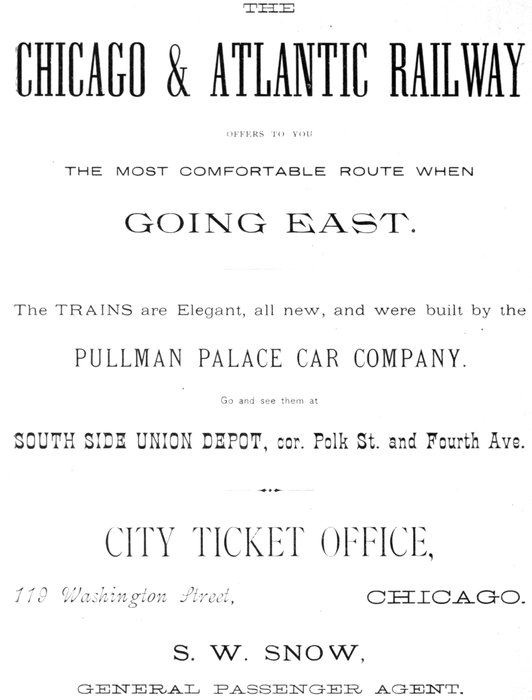 THE
CHICAGO & ATLANTIC RAILWAY
OFFERS TO YOU
THE MOST COMFORTABLE ROUTE WHEN
GOING EAST.
The TRAINS are Elegant, all new, and were built by the
PULLMAN PALACE CAR COMPANY.
Go and see them at
SOUTH SIDE UNION DEPOT, cor. Polk St. and Fourth Ave.
CITY TICKET OFFICE,
119 Washington Street, CHICAGO.
S. W. SNOW,
GENERAL PASSENGER AGENT.